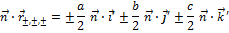 n⃗·r⃗±,±,± = ± a/2 n⃗·i⃗′ ± b/2 n⃗·j⃗′ ± c/2 n⃗·k⃗′